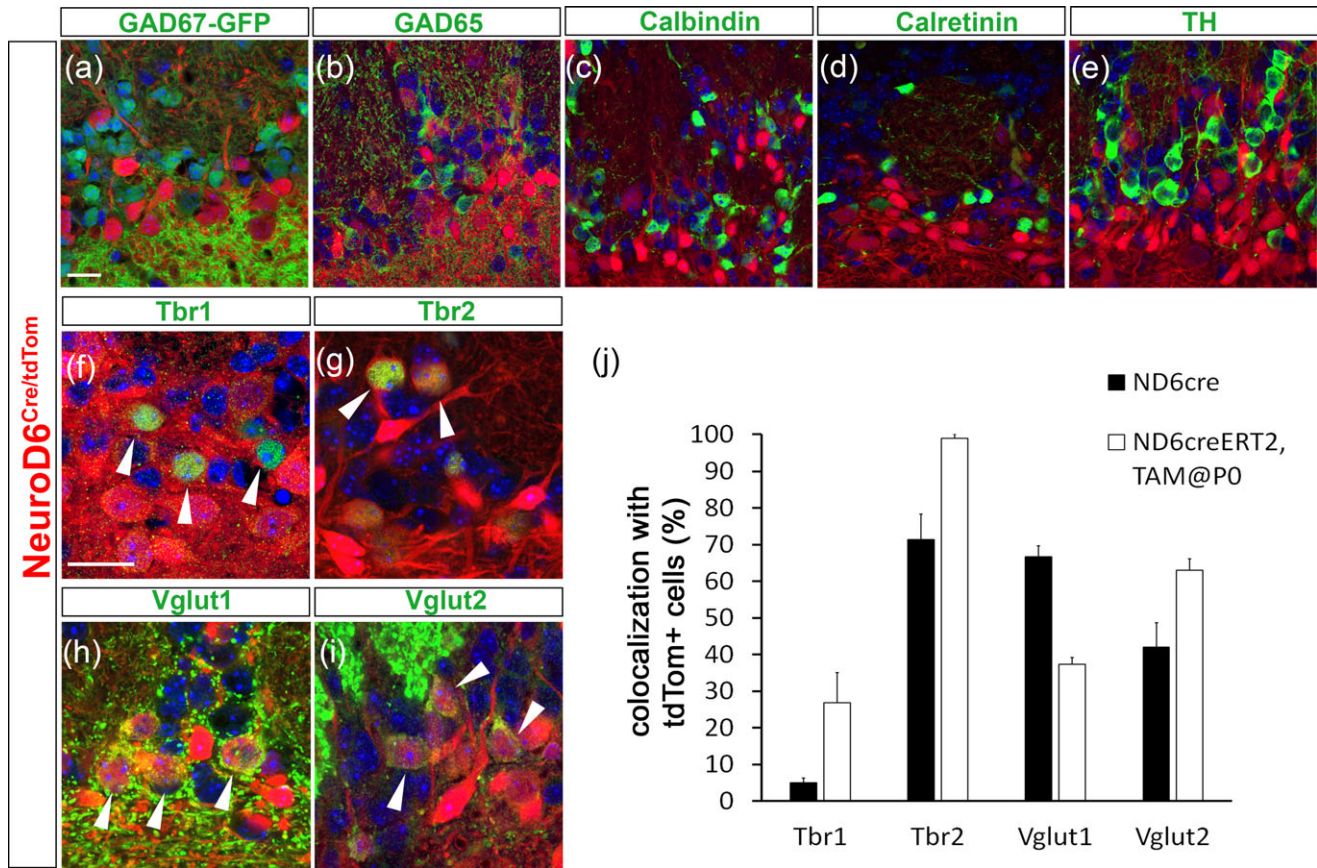 GAD67-GFP
GAD65
Calbindin
Calretinin
TH
NeuroD6Cre/tdTom
(a)
(b)
(c)
(d)
(e)
Tbr1
Tbr2
(f)
(g)
Vglut1
Vglut2
(h)
(i)
(j)
ND6cre
ND6creERT2,
TAM@P0
colocalization with
tdTom+ cells (%)
100
90
80
70
60
50
40
30
20
10
0
Tbr1
Tbr2
Vglut1
Vglut2